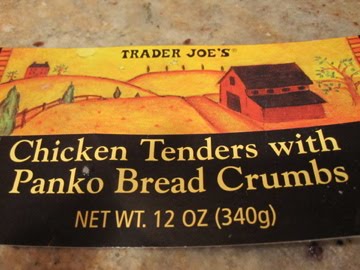 TRADER JOE'S®
Chicken Tenders with
Panko Bread Crumbs
NET WT. 12 OZ (340g)